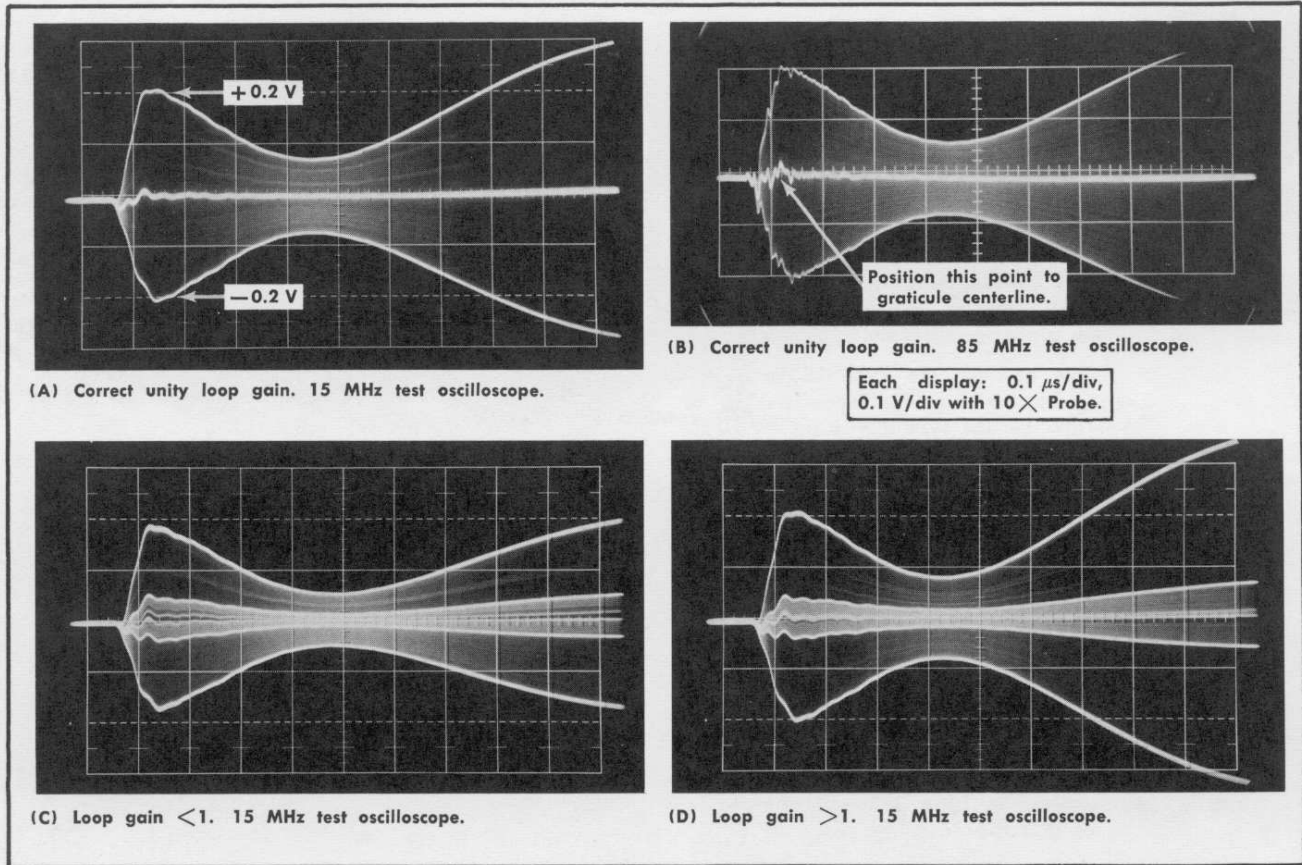 +0.2 V
—0.2 V
(A) Correct unity loop gain. 15 MHz test oscilloscope.
Position this point to
graticule centerline.
(B) Correct unity loop gain. 85 MHz test oscilloscope.
Each display: 0.1 μs/div,
0.1 V/div with 10× Probe.
(C) Loop gain <1. 15 MHz test oscilloscope.
(D) Loop gain >1. 15 MHz test oscilloscope.